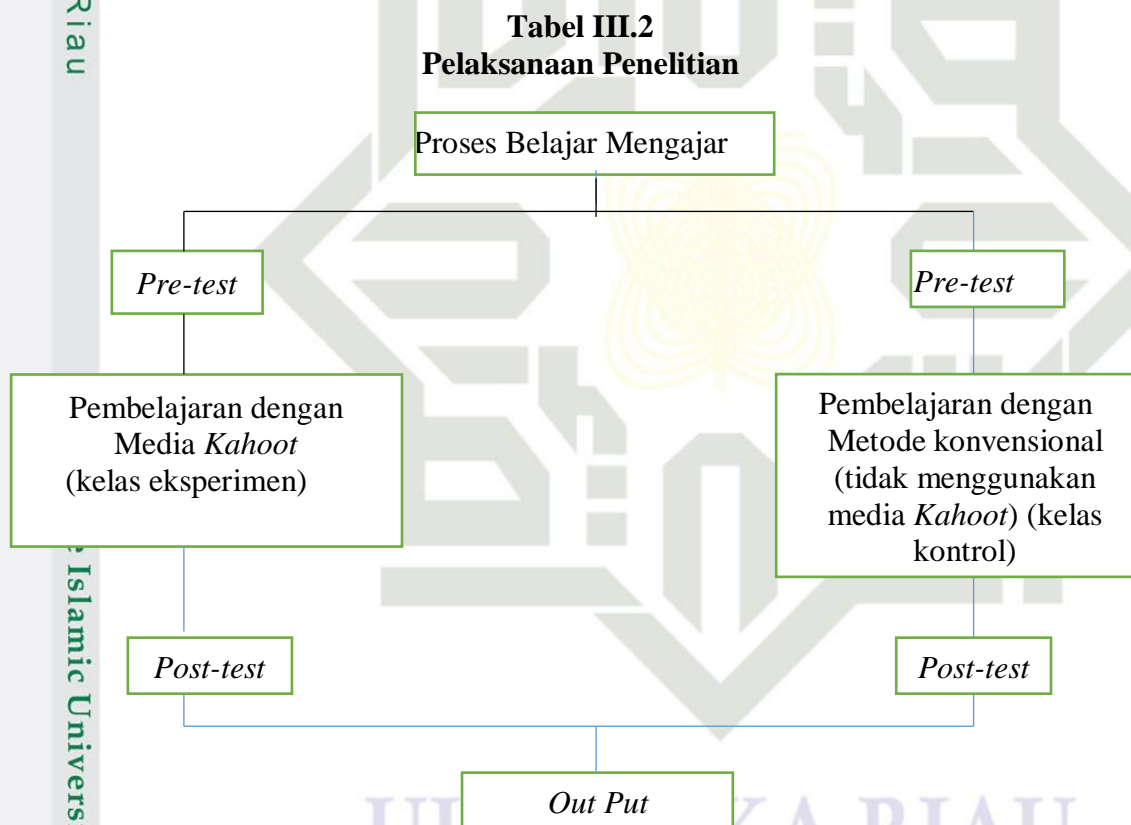 Riau
Tabel III.2
Pelaksanaan Penelitian
Proses Belajar Mengajar
Pre-test
Pre-test
Pembelajaran dengan
Media Kahoot
(kelas eksperimen)
Pembelajaran dengan
Metode konvensional
(tidak menggunakan
media Kahoot) (kelas
kontrol)
Islamic Univers
Post-test
Post-test
Out Put
RIAU